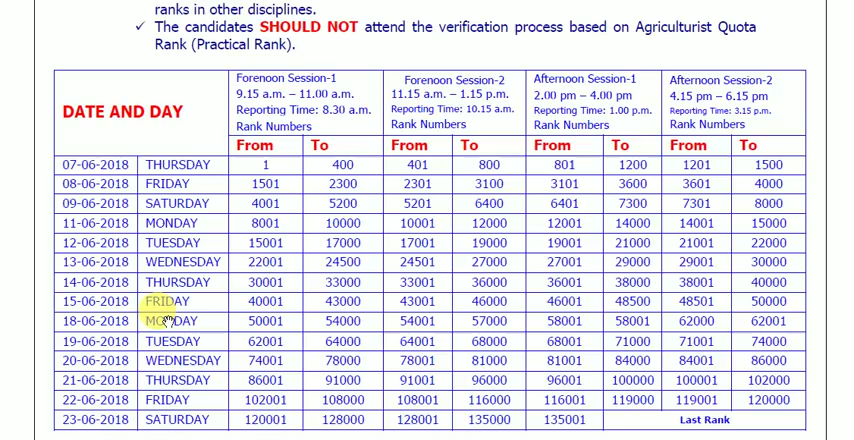 ranks in other disciplines.
✓ The candidates SHOULD NOT attend the verification process based on Agriculturist Quota
Rank (Practical Rank).
DATE AND DAY
Forenoon Session-1
9.15 a.m. – 11.00 a.m.
Reporting Time: 8.30 a.m.
Rank Numbers
Forenoon Session-2
11.15 a.m. – 1.15 p.m.
Reporting Time: 10.15 a.m.
Rank Numbers
Afternoon Session-1
2.00 pm – 4.00 pm
Reporting Time: 1.00 p.m.
Rank Numbers
Afternoon Session-2
4.15 pm – 6.15 pm
Reporting Time: 3.15 p.m.
Rank Numbers
From To From To From To From To
07-06-2018 THURSDAY 1 400 401 800 801 1200 1201 1500
08-06-2018 FRIDAY 1501 2300 2301 3100 3101 3600 3601 4000
09-06-2018 SATURDAY 4001 5200 5201 6400 6401 7300 7301 8000
11-06-2018 MONDAY 8001 10000 10001 12000 12001 14000 14001 15000
12-06-2018 TUESDAY 15001 17000 17001 19000 19001 21000 21001 22000
13-06-2018 WEDNESDAY 22001 24500 24501 27000 27001 29000 29001 30000
14-06-2018 THURSDAY 30001 33000 33001 36000 36001 38000 38001 40000
15-06-2018 FRIDAY 40001 43000 43001 46000 46001 48500 48501 50000
18-06-2018 MONDAY 50001 54000 54001 57000 58000 58001 62000 62001
19-06-2018 TUESDAY 62001 64000 64001 68000 68001 71000 71001 74000
20-06-2018 WEDNESDAY 74001 78000 78001 81000 81001 84000 84001 86000
21-06-2018 THURSDAY 86001 91000 91001 96000 96001 100000 100001 102000
22-06-2018 FRIDAY 102001 108000 108001 116000 116001 119000 119001 120000
23-06-2018 SATURDAY 120001 128000 128001 135000 135001 Last Rank